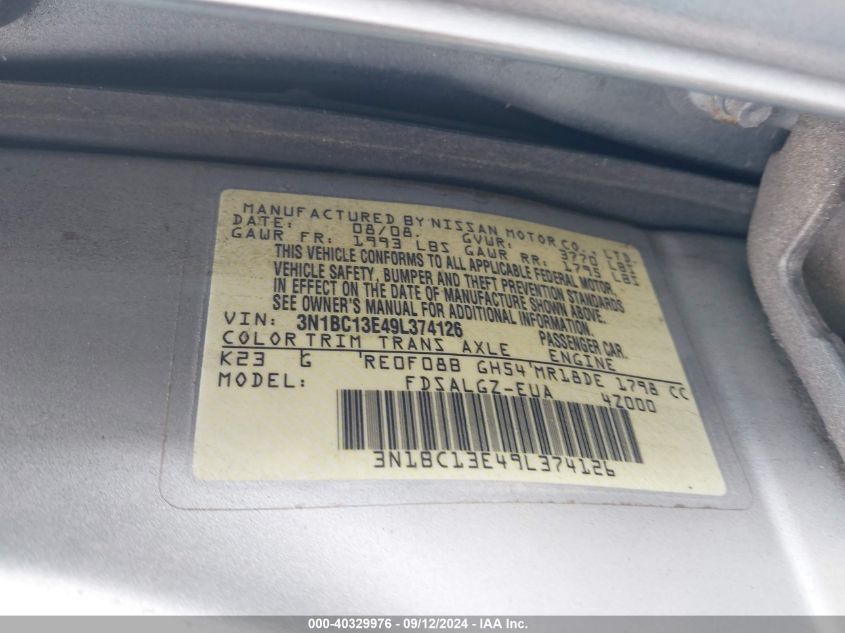 MANUFACTURED BY NISSAN MOTOR CO., LTD.
DATE: 08/08. GVWR: 3770 LBS
GAWR FR: 1993 LBS GAWR RR: 1795 LBS
THIS VEHICLE CONFORMS TO ALL APPLICABLE FEDERAL MOTOR
VEHICLE SAFETY, BUMPER AND THEFT PREVENTION STANDARDS
IN EFFECT ON THE DATE OF MANUFACTURE SHOWN ABOVE.
SEE OWNER'S MANUAL FOR ADDITIONAL INFORMATION.
VIN: 3N1BC13E49L374126 PASSENGER CAR.
COLOR TRIM TRANS AXLE ENGINE
K23 G RE0F08B GH54 MR18DE 1798 CC
MODEL: FDSALGZ-EUA 4Z000
3N1BC13E49L374126
000-40329976 - 09/12/2024 - IAA Inc.